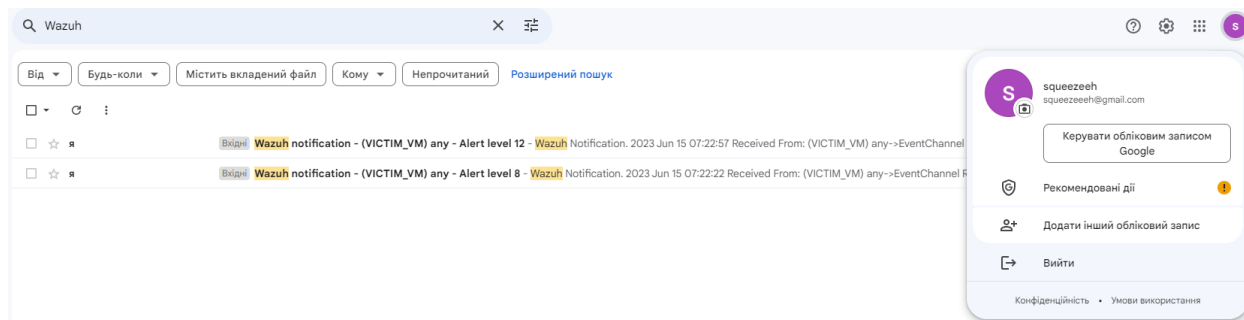 Wazuh
Від
Будь-коли
Містить вкладений файл
Кому
Непрочитаний
Розширений пошук
я Вхідні Wazuh notification - (VICTIM_VM) any - Alert level 12 - Wazuh Notification. 2023 Jun 15 07:22:57 Received From: (VICTIM_VM) any->EventChannel
я Вхідні Wazuh notification - (VICTIM_VM) any - Alert level 8 - Wazuh Notification. 2023 Jun 15 07:22:22 Received From: (VICTIM_VM) any->EventChannel R
S
S
squeezeeh
squeezeeeh@gmail.com
Керувати обліковим записом
Google
Рекомендовані дії
Додати інший обліковий запис
Вийти
Конфіденційність • Умови використання